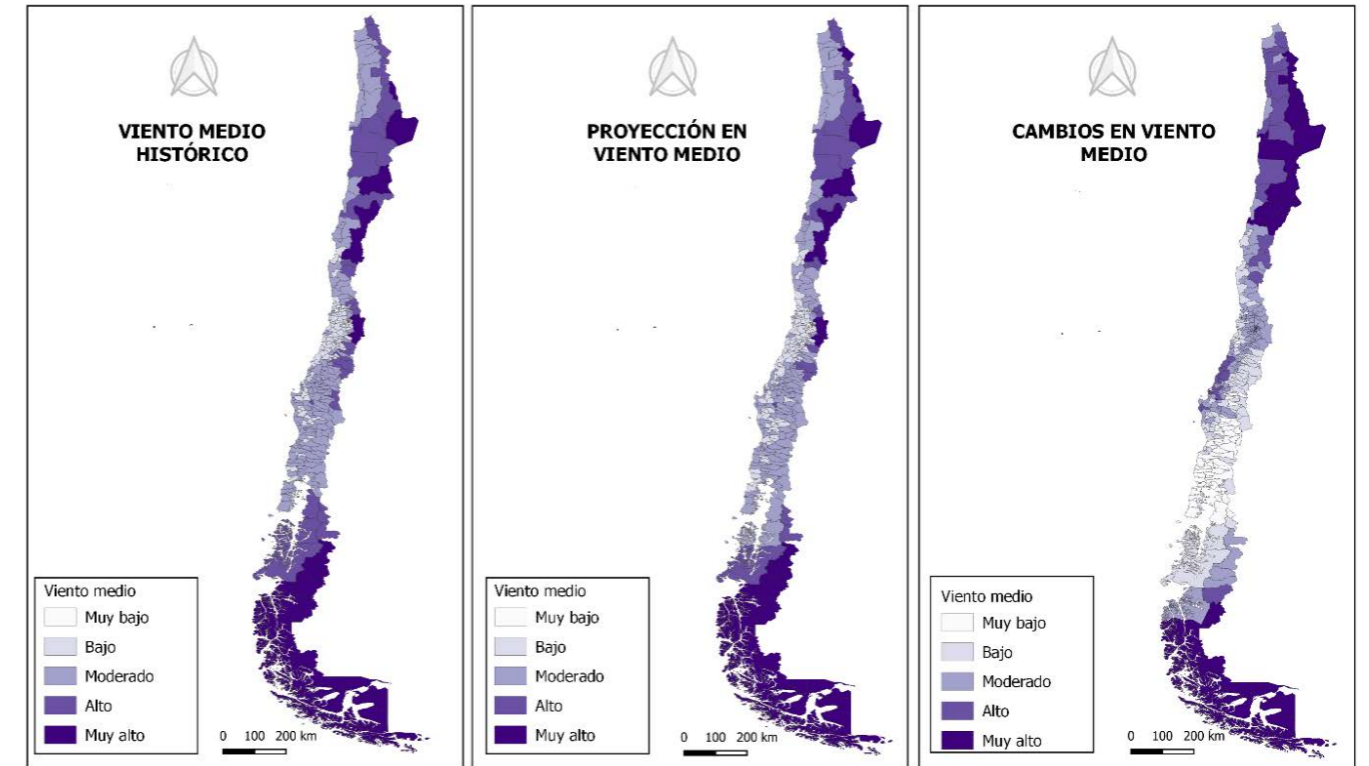 VIENTO MEDIO
HISTÓRICO
Viento medio
Muy bajo
Bajo
Moderado
Alto
Muy alto
0 100 200 km
PROYECCIÓN EN
VIENTO MEDIO
Viento medio
Muy bajo
Bajo
Moderado
Alto
Muy alto
0 100 200 km
CAMBIOS EN VIENTO
MEDIO
Viento medio
Muy bajo
Bajo
Moderado
Alto
Muy alto
0 100 200 km